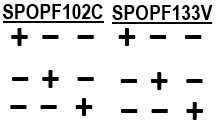 SPOPF102C SPOPF133V
+ - - + - -
- + - - + -
- - + - - +